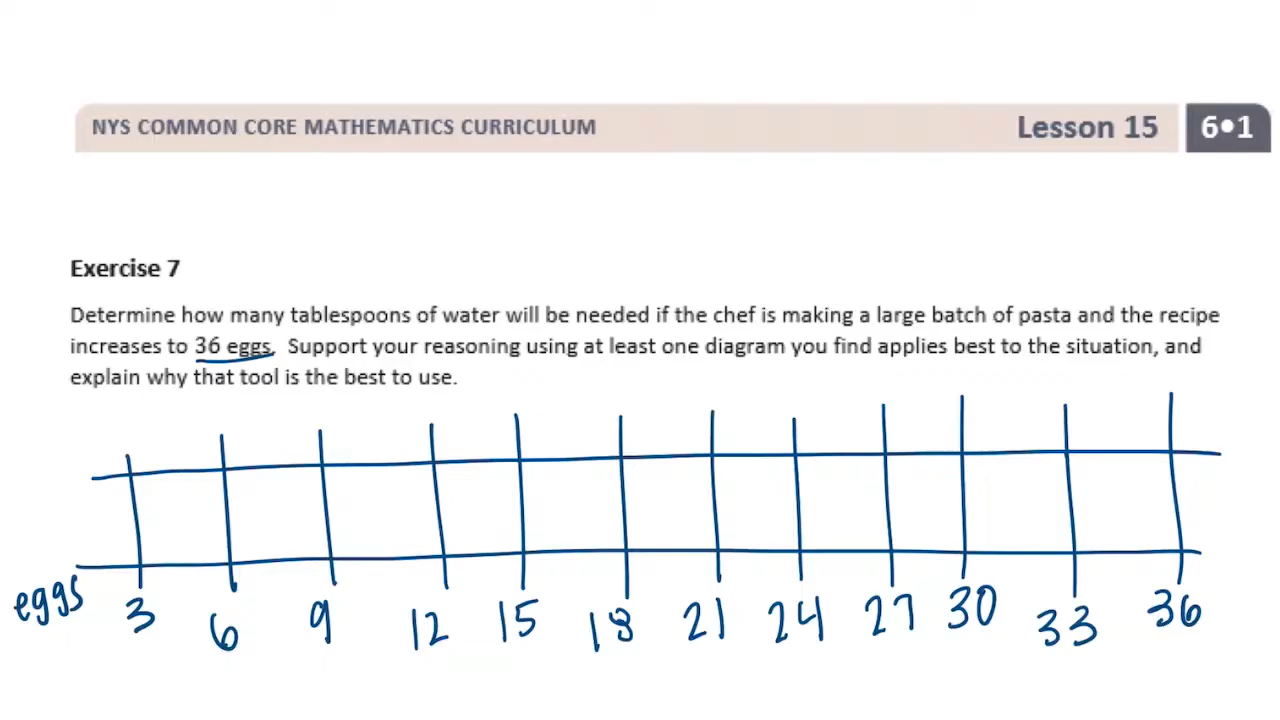 NYS COMMON CORE MATHEMATICS CURRICULUM Lesson 15 6•1
Exercise 7
Determine how many tablespoons of water will be needed if the chef is making a large batch of pasta and the recipe
increases to 36 eggs. Support your reasoning using at least one diagram you find applies best to the situation, and
explain why that tool is the best to use.
eggs 3 6 9 12 15 18 21 24 27 30 33 36